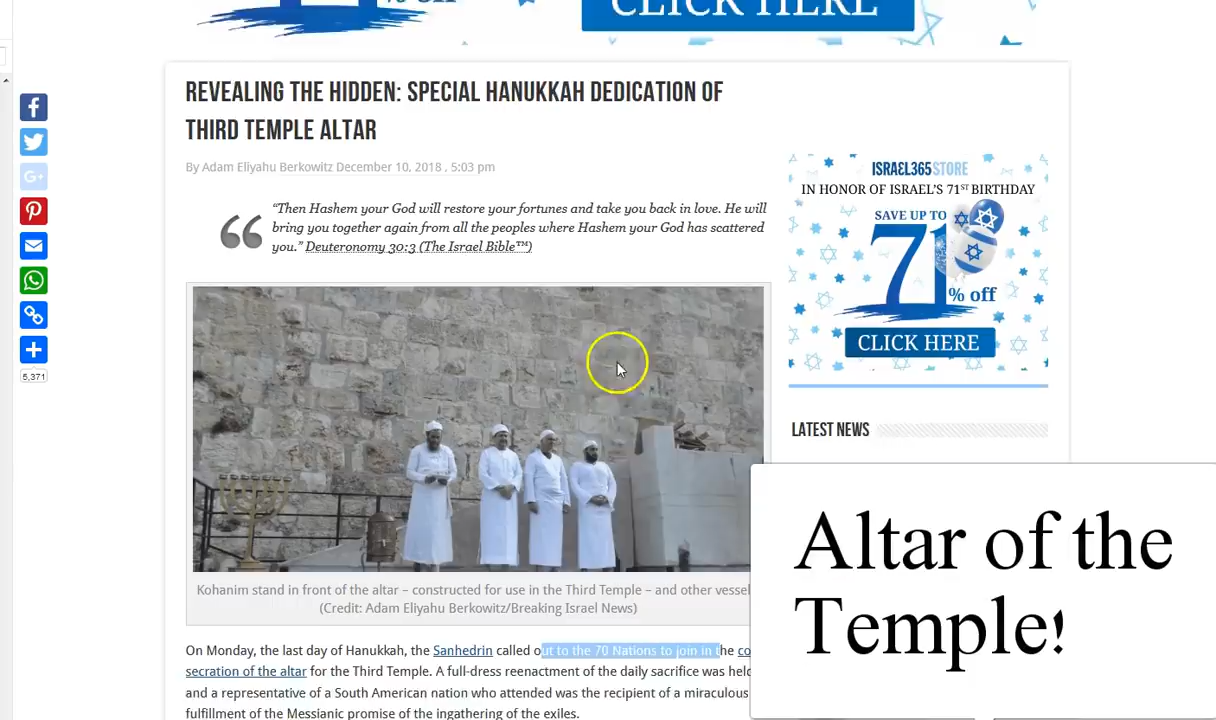 % off
CLICK HERE
REVEALING THE HIDDEN: SPECIAL HANUKKAH DEDICATION OF
THIRD TEMPLE ALTAR
By Adam Eliyahu Berkowitz December 10, 2018 , 5:03 pm
“Then Hashem your God will restore your fortunes and take you back in love. He will
bring you together again from all the peoples where Hashem your God has scattered
you.” Deuteronomy 30:3 (The Israel Bible™)
Kohanim stand in front of the altar – constructed for use in the Third Temple – and other vessel
(Credit: Adam Eliyahu Berkowitz/Breaking Israel News)
On Monday, the last day of Hanukkah, the Sanhedrin called out to the 70 Nations to join in the co
secration of the altar for the Third Temple. A full-dress reenactment of the daily sacrifice was held
and a representative of a South American nation who attended was the recipient of a miraculous
fulfillment of the Messianic promise of the ingathering of the exiles.
5,371
ISRAEL365 STORE
IN HONOR OF ISRAEL'S 71ST BIRTHDAY
SAVE UP TO
71
% off
CLICK HERE
LATEST NEWS
Altar of the
Temple!